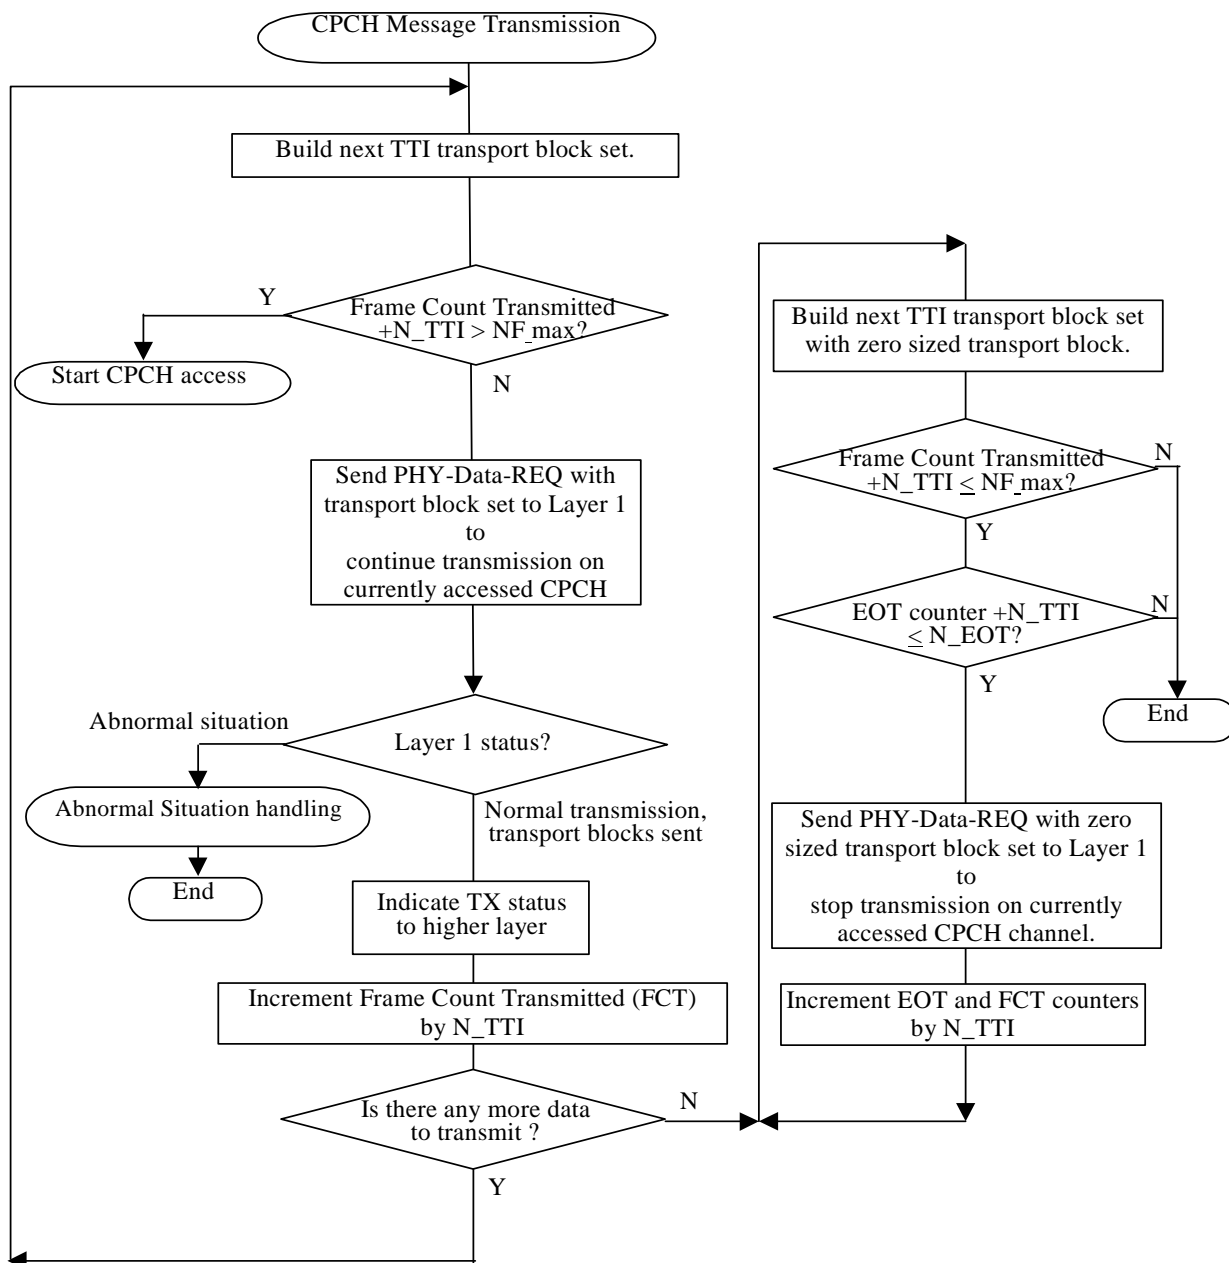 CPCH Message Transmission
Build next TTI transport block set.
Y
Frame Count Transmitted
+N_TTI > NF_max?
Start CPCH access
N
Send PHY-Data-REQ with
transport block set to Layer 1
to
continue transmission on
currently accessed CPCH
Abnormal situation
Layer 1 status?
Abnormal Situation handling
End
Normal transmission,
transport blocks sent
Indicate TX status
to higher layer
Increment Frame Count Transmitted (FCT)
by N_TTI
Is there any more data
to transmit ?
N
Y
Build next TTI transport block set
with zero sized transport block.
Frame Count Transmitted
+N_TTI ≤ NF_max?
N
Y
EOT counter +N_TTI
≤ N_EOT?
N
Y
End
Send PHY-Data-REQ with zero
sized transport block set to Layer 1
to
stop transmission on currently
accessed CPCH channel.
Increment EOT and FCT counters
by N_TTI